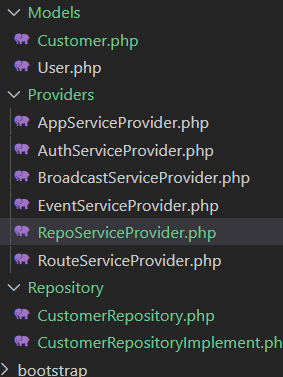 Models
Customer.php
User.php
Providers
AppServiceProvider.php
AuthServiceProvider.php
BroadcastServiceProvider.php
EventServiceProvider.php
RepoServiceProvider.php
RouteServiceProvider.php
Repository
CustomerRepository.php
CustomerRepositoryImplement.ph
bootstrap